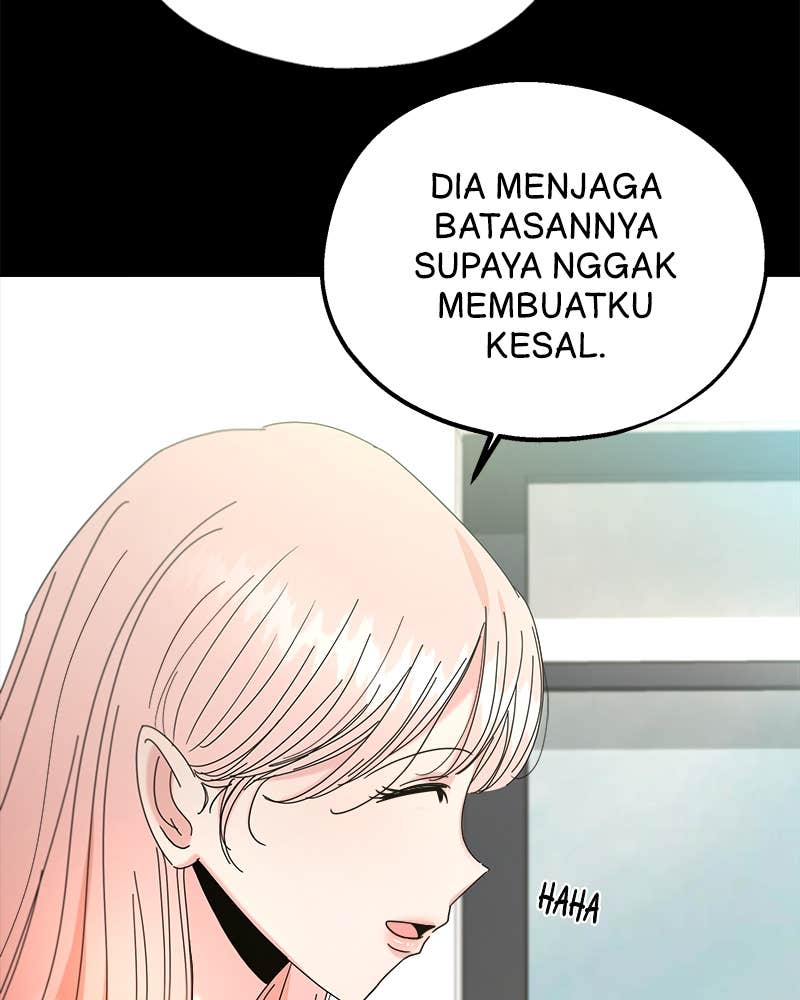 DIA MENJAGA
BATASANNYA
SUPAYA NGGAK
MEMBUATKU
KESAL.
HAHA